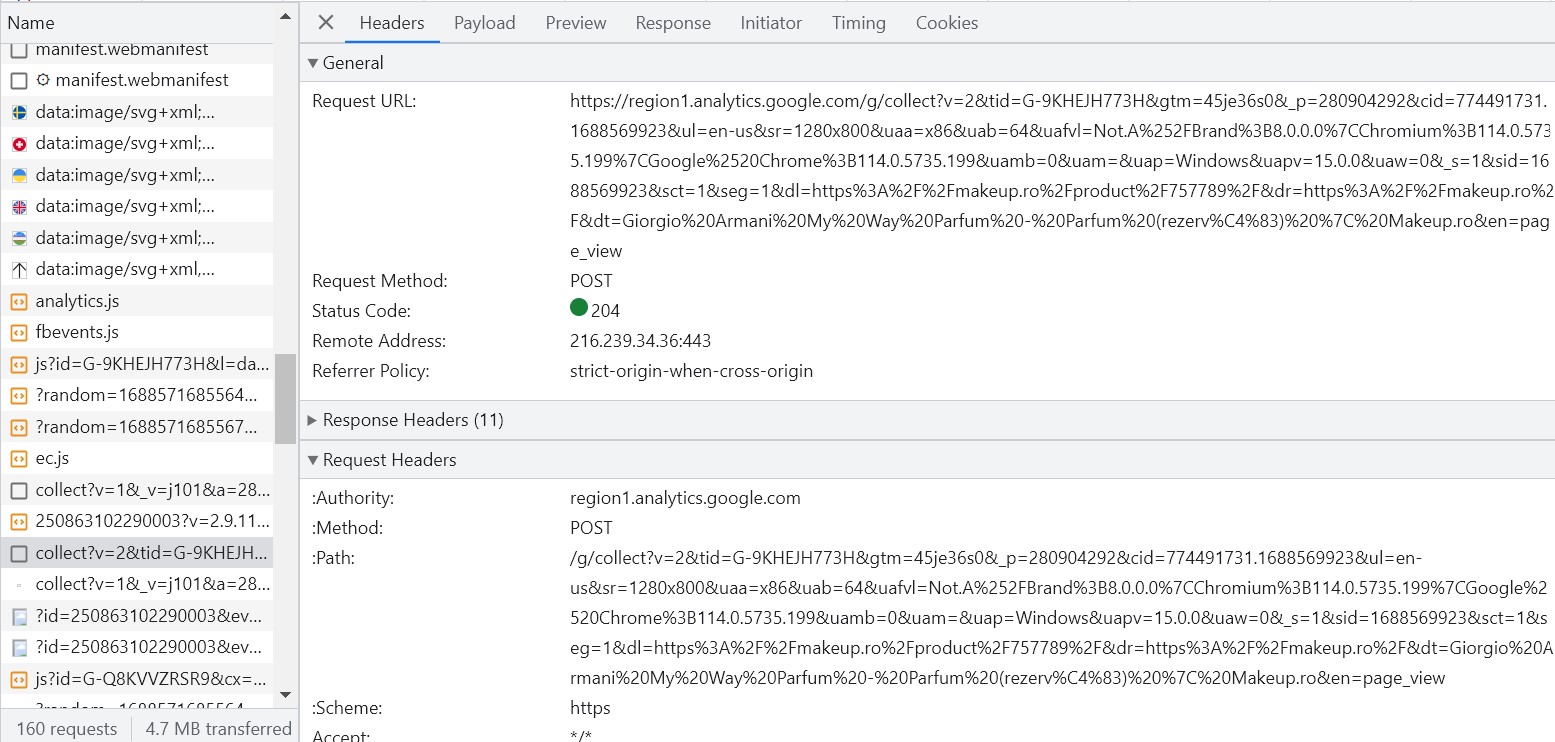 Name
manifest.webmanifest
manifest.webmanifest
data:image/svg+xml;...
data:image/svg+xml;...
data:image/svg+xml;...
data:image/svg+xml;...
data:image/svg+xml;...
data:image/svg+xml,...
analytics.js
fbevents.js
js?id=G-9KHEJH773H&l=da...
?random=1688571685564...
?random=1688571685567...
ec.js
collect?v=1&_v=j101&a=28...
250863102290003?v=2.9.11...
collect?v=2&tid=G-9KHEJH...
collect?v=1&_v=j101&a=28...
?id=250863102290003&ev...
?id=250863102290003&ev...
js?id=G-Q8KVVZRSR9&cx=...
?random=1688571685564
160 requests 4.7 MB transferred
Headers Payload Preview Response Initiator Timing Cookies
General
Request URL: https://region1.analytics.google.com/g/collect?v=2&tid=G-9KHEJH773H&gtm=45je36s0&_p=280904292&cid=774491731.
1688569923&ul=en-us&sr=1280x800&uaa=x86&uab=64&uafvl=Not.A%252FBrand%3B8.0.0.0%7CChromium%3B114.0.573
5.199%7CGoogle%2520Chrome%3B114.0.5735.199&uamb=0&uam=&uap=Windows&uapv=15.0.0&uaw=0&_s=1&sid=16
88569923&sct=1&seg=1&dl=https%3A%2F%2Fmakeup.ro%2Fproduct%2F757789%2F&dr=https%3A%2F%2Fmakeup.ro%2
F&dt=Giorgio%20Armani%20My%20Way%20Parfum%20-%20Parfum%20(rezerv%C4%83)%20%7C%20Makeup.ro&en=pag
e_view
Request Method: POST
Status Code: 204
Remote Address: 216.239.34.36:443
Referrer Policy: strict-origin-when-cross-origin
Response Headers (11)
Request Headers
:Authority: region1.analytics.google.com
:Method: POST
:Path: /g/collect?v=2&tid=G-9KHEJH773H&gtm=45je36s0&_p=280904292&cid=774491731.1688569923&ul=en-
us&sr=1280x800&uaa=x86&uab=64&uafvl=Not.A%252FBrand%3B8.0.0.0%7CChromium%3B114.0.5735.199%7CGoogle%2
520Chrome%3B114.0.5735.199&uamb=0&uam=&uap=Windows&uapv=15.0.0&uaw=0&_s=1&sid=1688569923&sct=1&s
eg=1&dl=https%3A%2F%2Fmakeup.ro%2Fproduct%2F757789%2F&dr=https%3A%2F%2Fmakeup.ro%2F&dt=Giorgio%20A
rmani%20My%20Way%20Parfum%20-%20Parfum%20(rezerv%C4%83)%20%7C%20Makeup.ro&en=page_view
:Scheme: https
Accept: */*